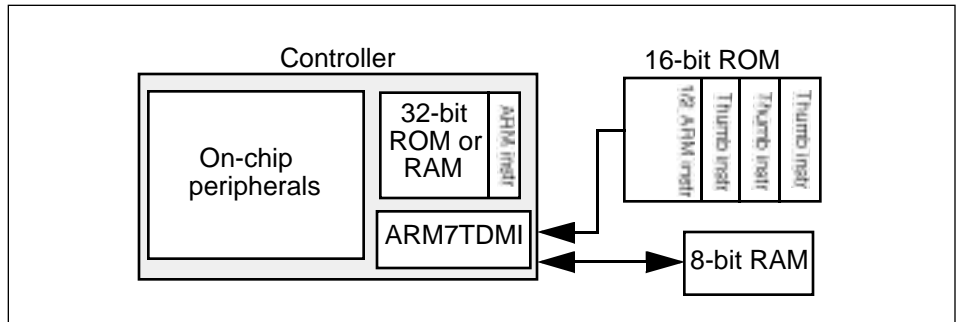 Controller
16-bit ROM
On-chip
peripherals
32-bit
ROM or
RAM
ARM instr
1/2 ARM instr
Thumb instr
Thumb instr
Thumb instr
ARM7TDMI
8-bit RAM